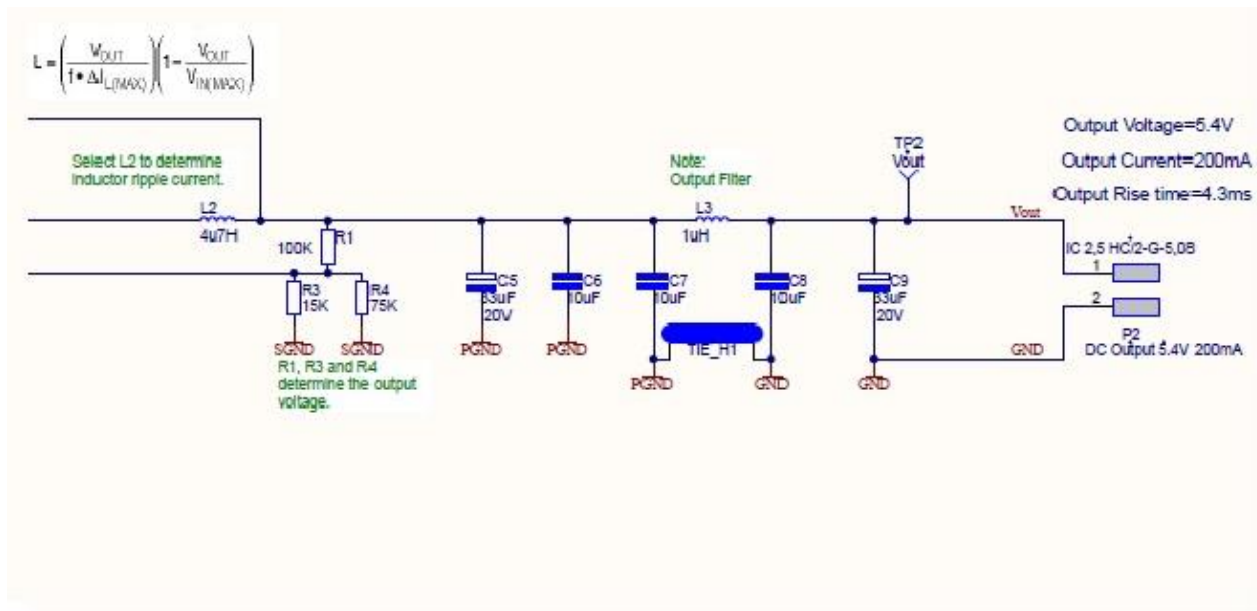 L = (V_OUT / f • ΔI_L(MAX)) (1 − V_OUT / V_IN(MAX))
Output Voltage=5.4V
Select L2 to determine
inductor ripple current.
Note:
Output Filter
TP2
Vout
Output Current=200mA
Output Rise time=4.3ms
L2
4u7H
L3
1uH
Vout
100K
R1
IC 2,5 HC/2-G-5,08
1
R3
15K
R4
75K
C5
33uF
20V
C6
10uF
C7
10uF
C8
10uF
C9
33uF
20V
2
SGND
SGND
PGND
PGND
TIE_H1
GND
P2
DC Output 5.4V 200mA
R1, R3 and R4
determine the output
voltage.
PGND
GND
GND